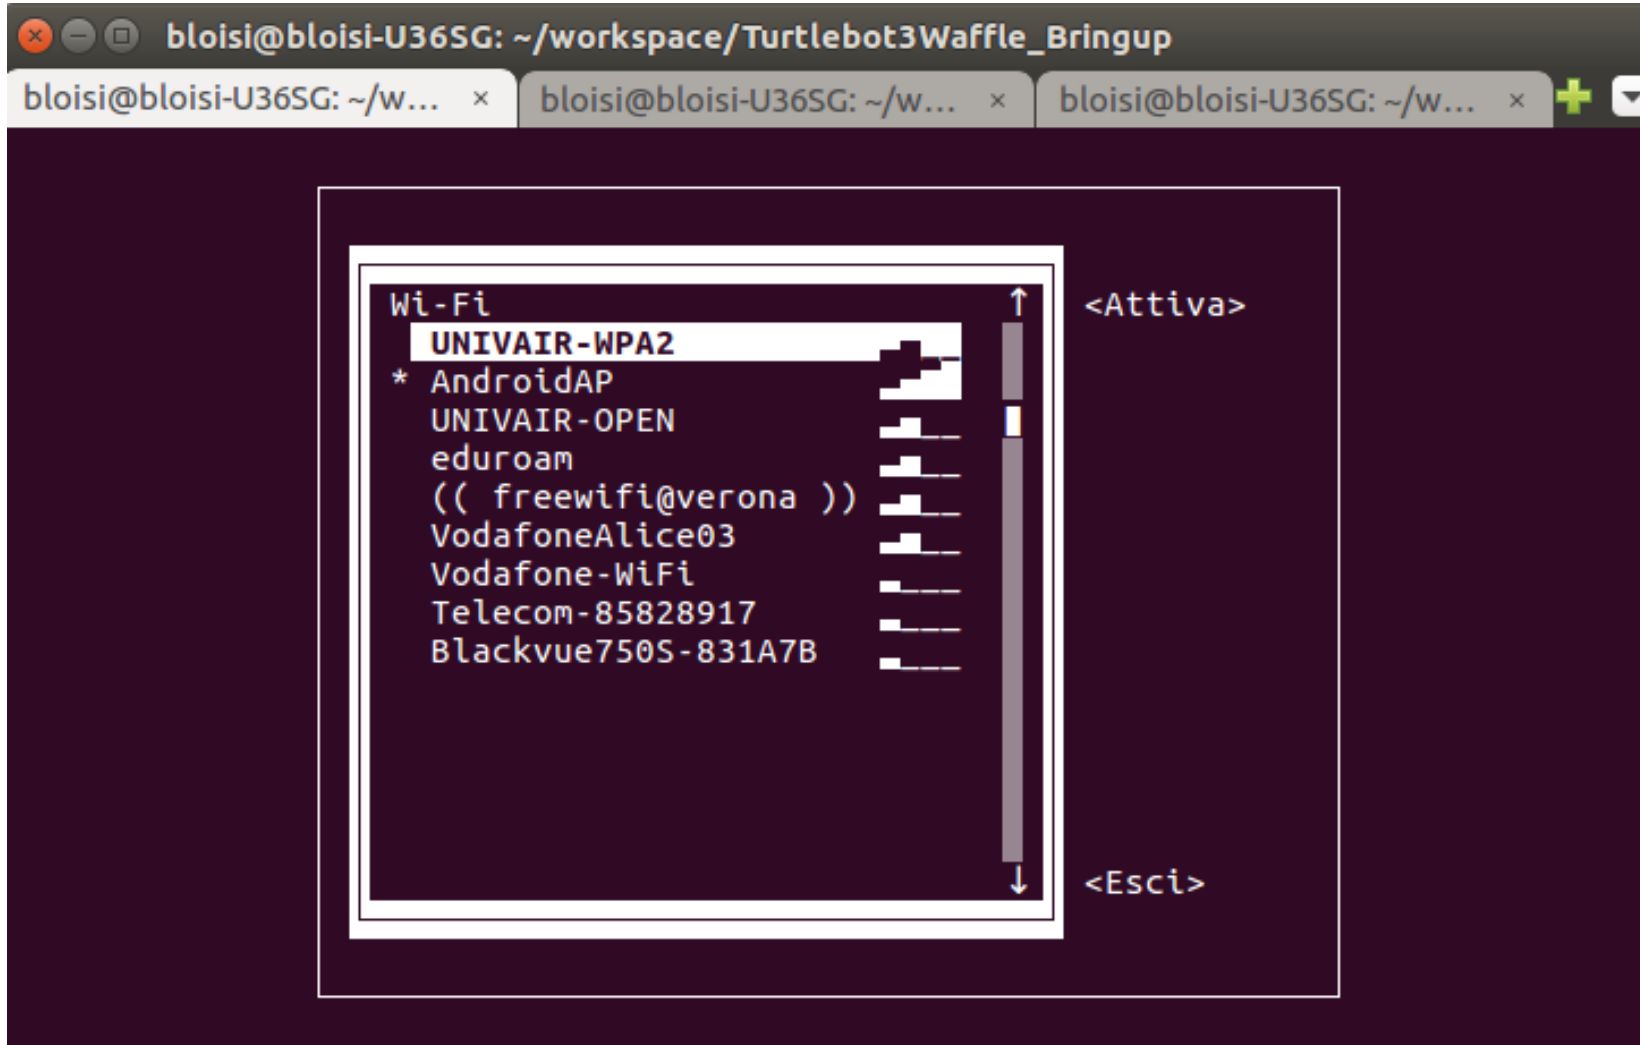 bloisi@bloisi-U36SG: ~/workspace/Turtlebot3Waffle_Bringup
bloisi@bloisi-U36SG: ~/w... × bloisi@bloisi-U36SG: ~/w... × bloisi@bloisi-U36SG: ~/w... ×
Wi-Fi ↑ <Attiva>
UNIVAIR-WPA2
* AndroidAP
UNIVAIR-OPEN
eduroam
(( freewifi@verona ))
VodafoneAlice03
Vodafone-WiFi
Telecom-85828917
Blackvue750S-831A7B
↓ <Esci>